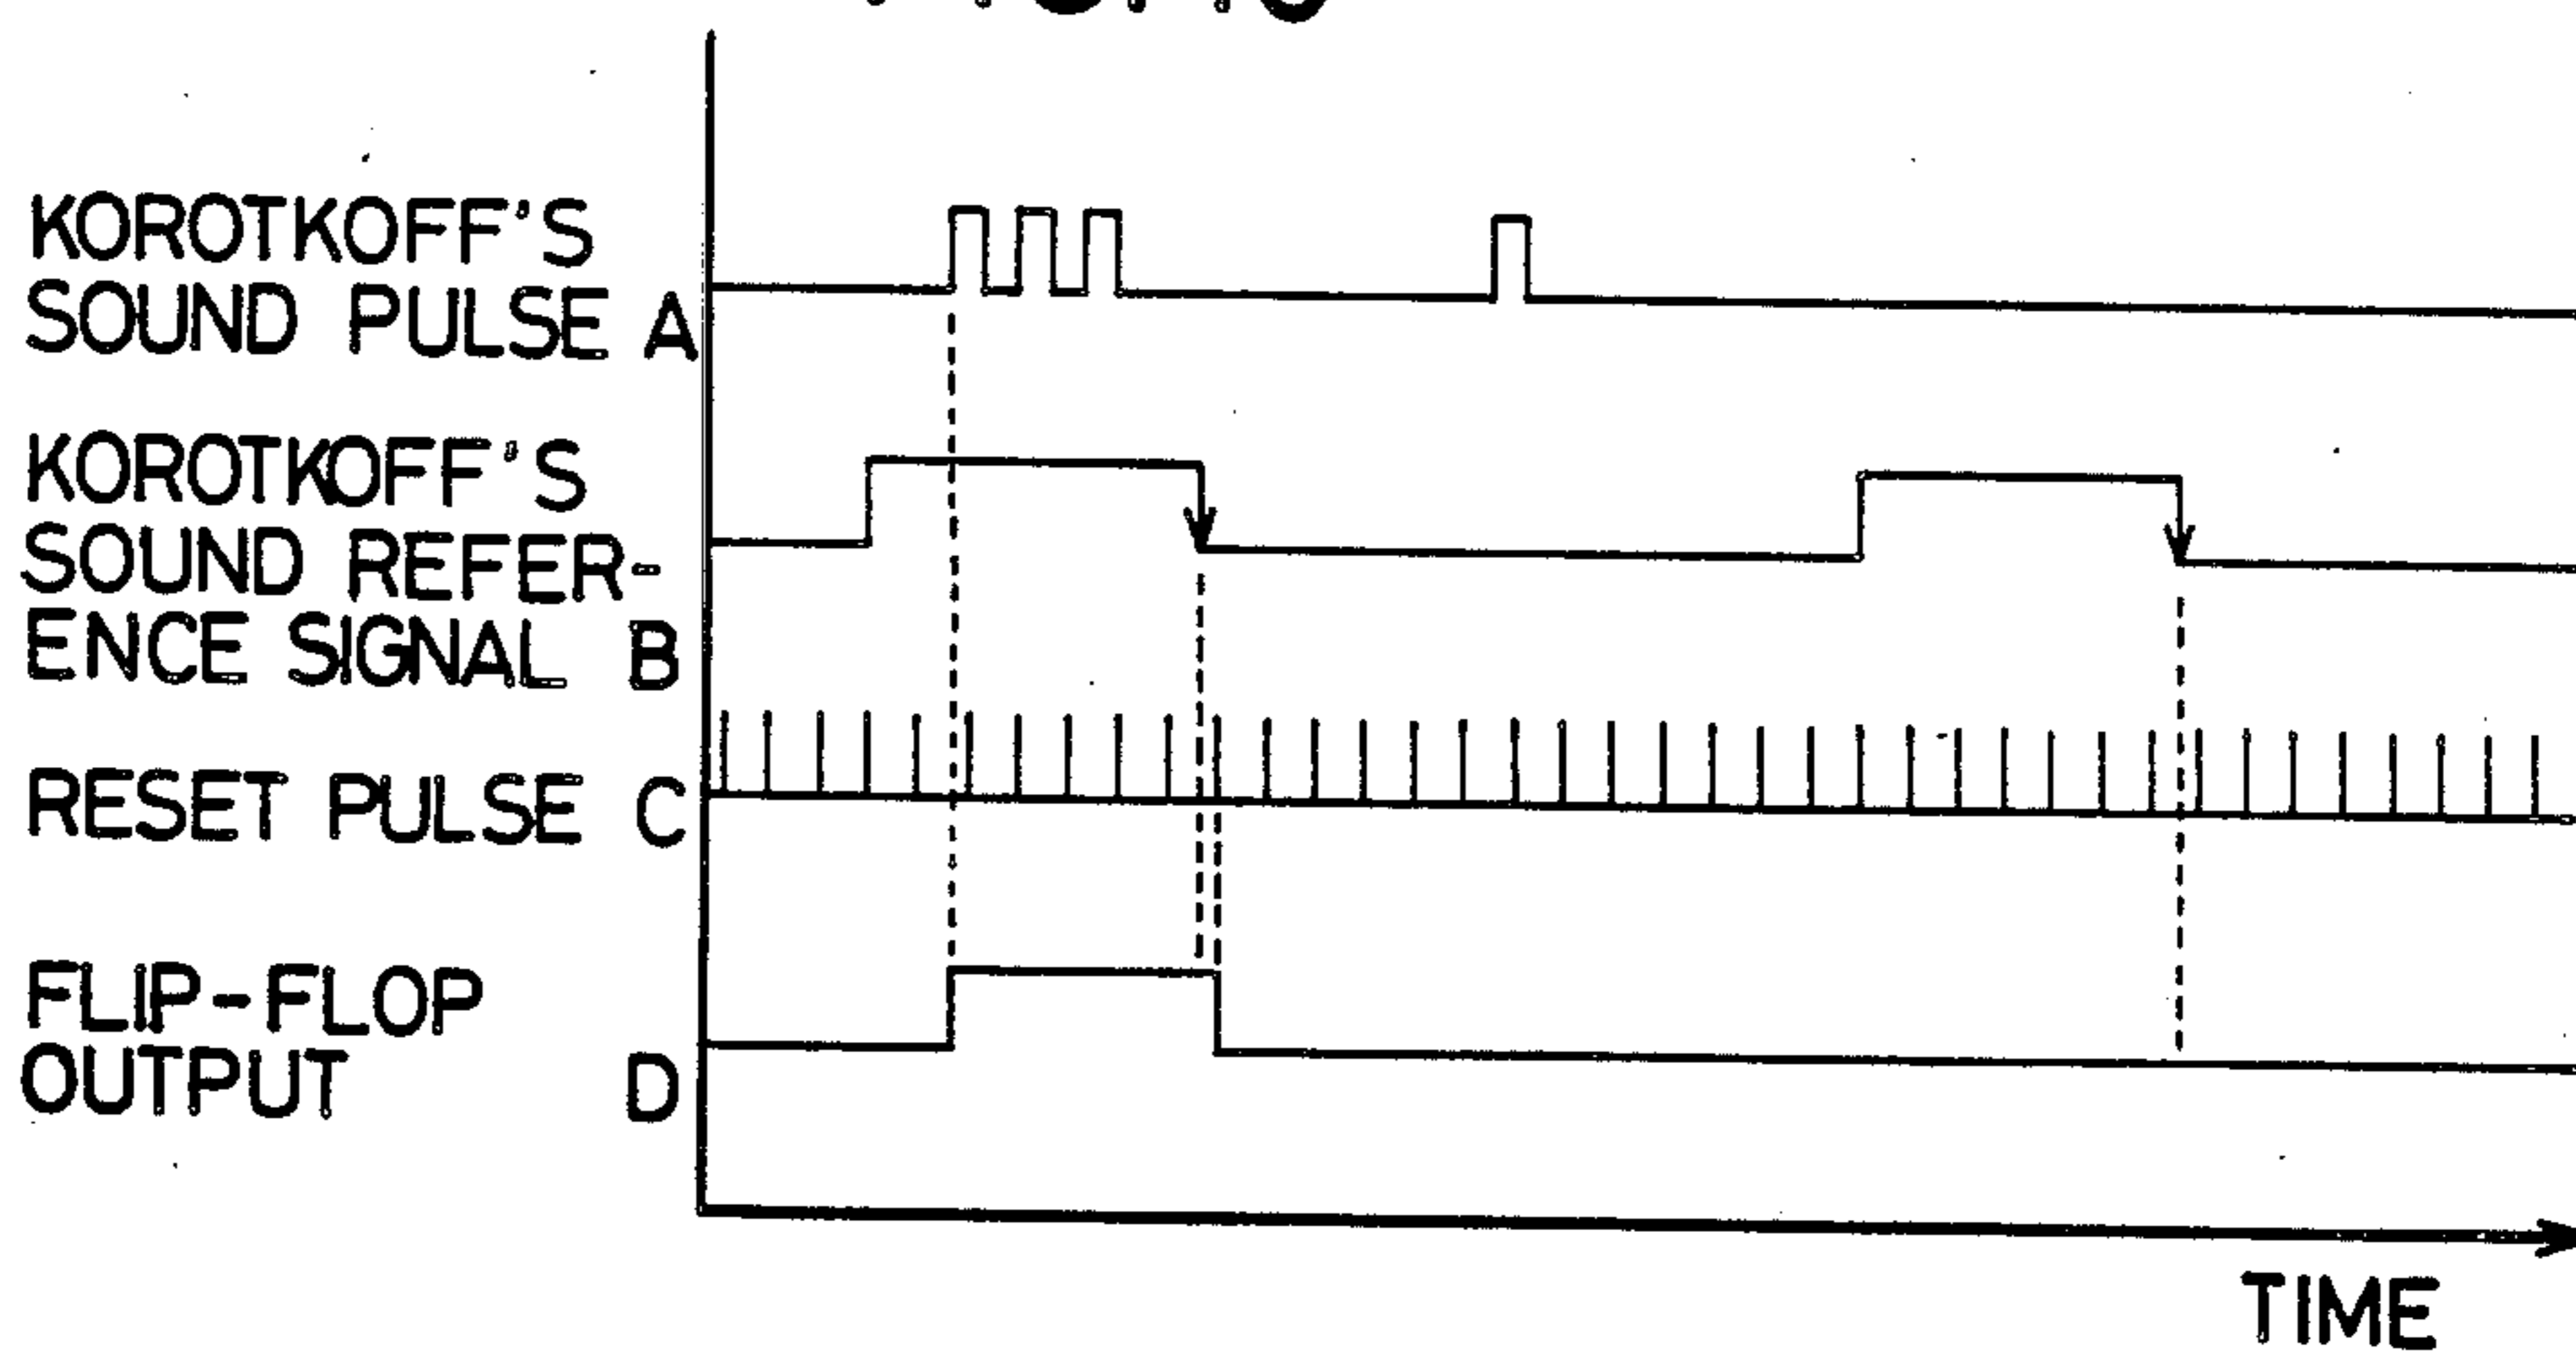 KOROTKOFF'S
SOUND PULSE A
KOROTKOFF'S
SOUND REFER-
ENCE SIGNAL B
RESET PULSE C
FLIP-FLOP
OUTPUT D
TIME